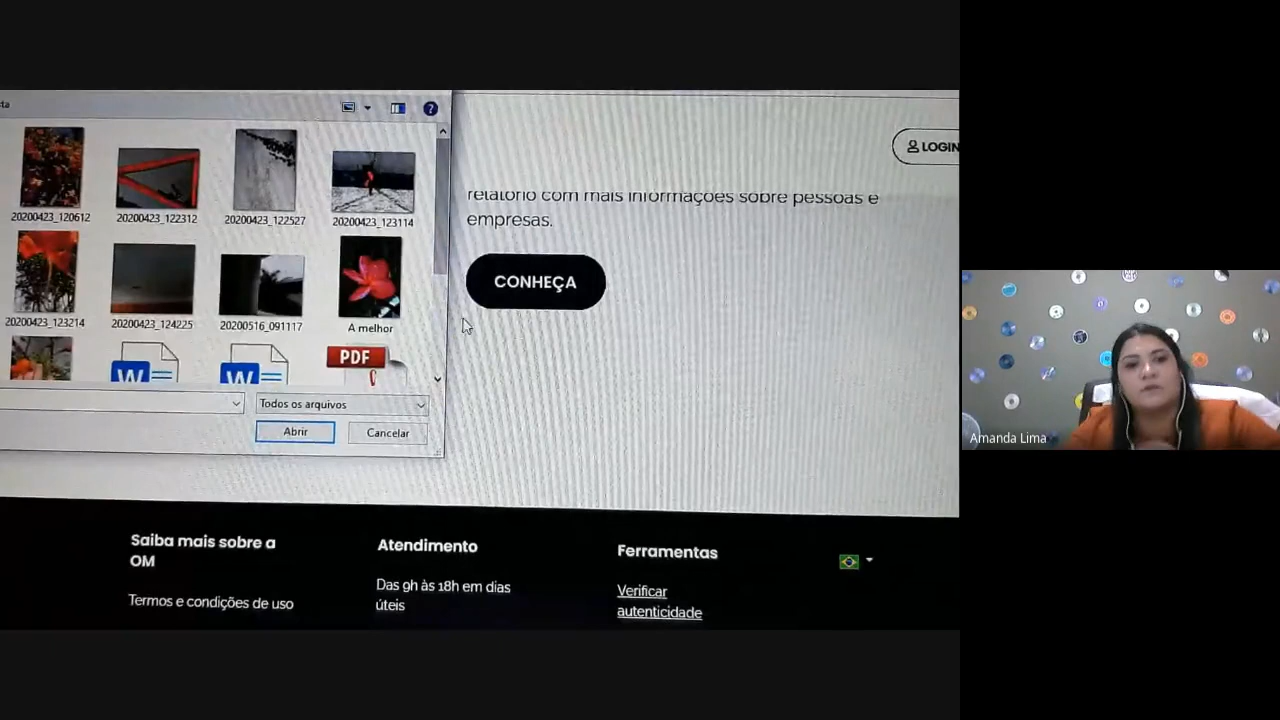 sta
LOGIN
20200423_120612
20200423_122312
20200423_122527
20200423_123114
relatório com mais informações sobre pessoas e
empresas.
CONHEÇA
20200423_123214
20200423_124225
20200516_091117
A melhor
W
W
PDF
Todos os arquivos
Abrir
Cancelar
Amanda Lima
Saiba mais sobre a
OM
Termos e condições de uso
Atendimento
Das 9h às 18h em dias
úteis
Ferramentas
Verificar
autenticidade